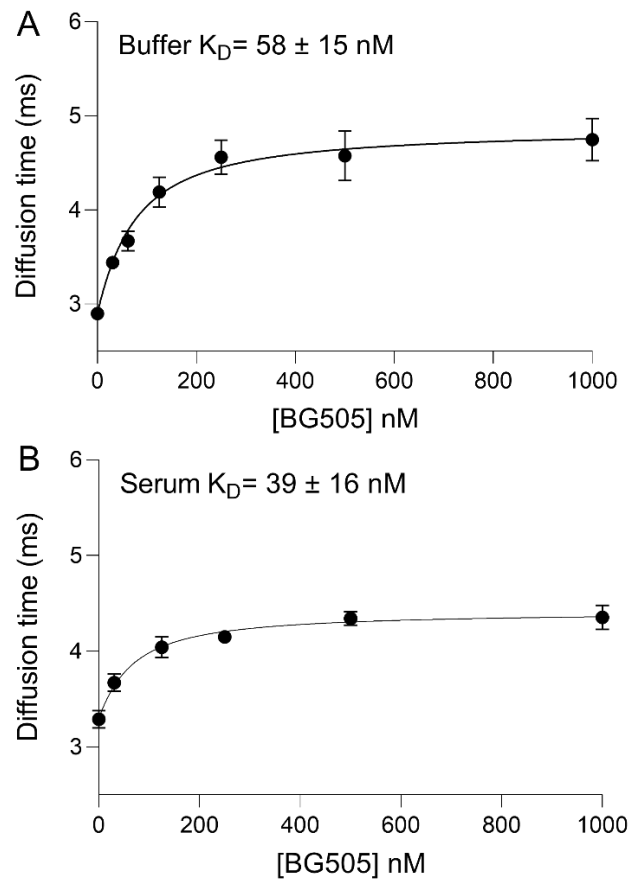 A
Buffer K_D= 58 ± 15 nM
Diffusion time (ms)
6
5
4
3
0 200 400 600 800 1000
[BG505] nM
B
Serum K_D= 39 ± 16 nM
Diffusion time (ms)
6
5
4
3
0 200 400 600 800 1000
[BG505] nM